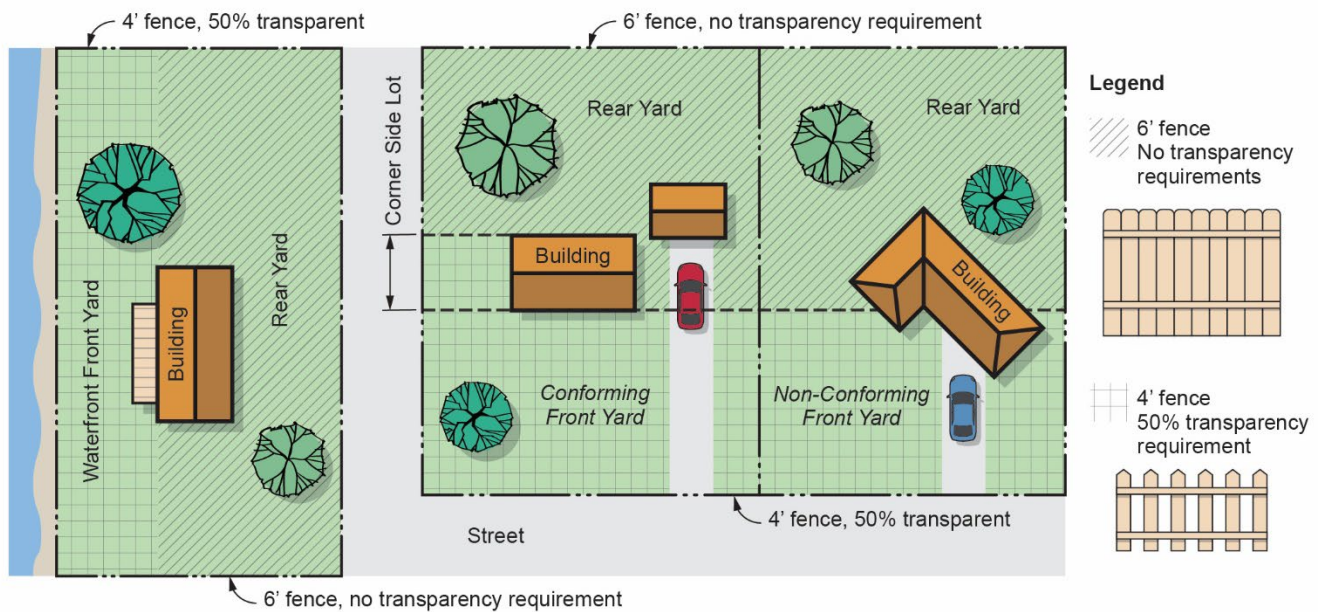 4’ fence, 50% transparent
6’ fence, no transparency requirement
Waterfront Front Yard
Building
Rear Yard
6’ fence, no transparency requirement
Corner Side Lot
Rear Yard
Building
Conforming
Front Yard
Rear Yard
Building
Non-Conforming
Front Yard
4’ fence, 50% transparent
Street
Legend
6’ fence
No transparency
requirements
4’ fence
50% transparency
requirement